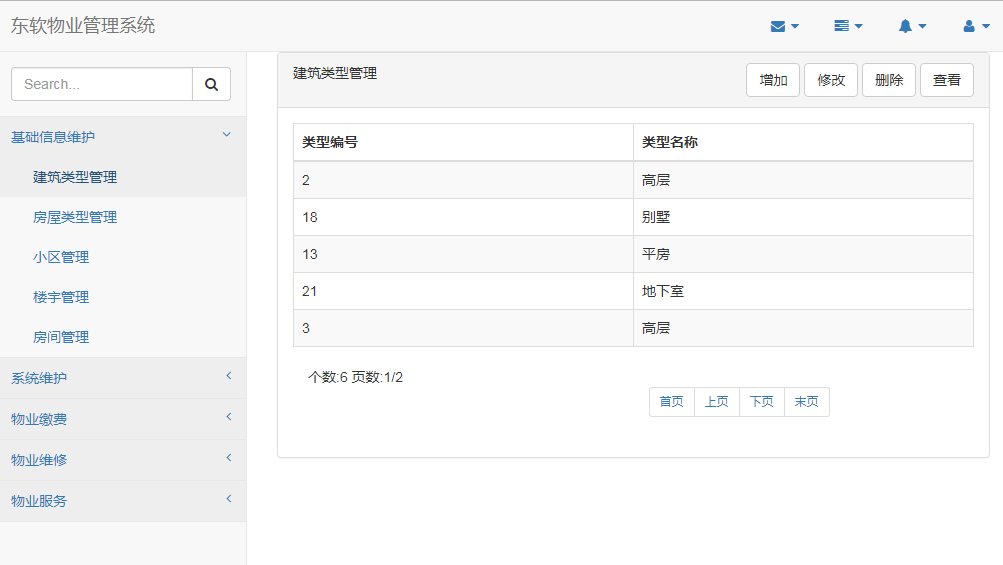 东软物业管理系统
Search...
基础信息维护
建筑类型管理
房屋类型管理
小区管理
楼宇管理
房间管理
系统维护
物业缴费
物业维修
物业服务
建筑类型管理
增加 修改 删除 查看
类型编号 类型名称
2 高层
18 别墅
13 平房
21 地下室
3 高层
个数:6 页数:1/2
首页 上页 下页 末页